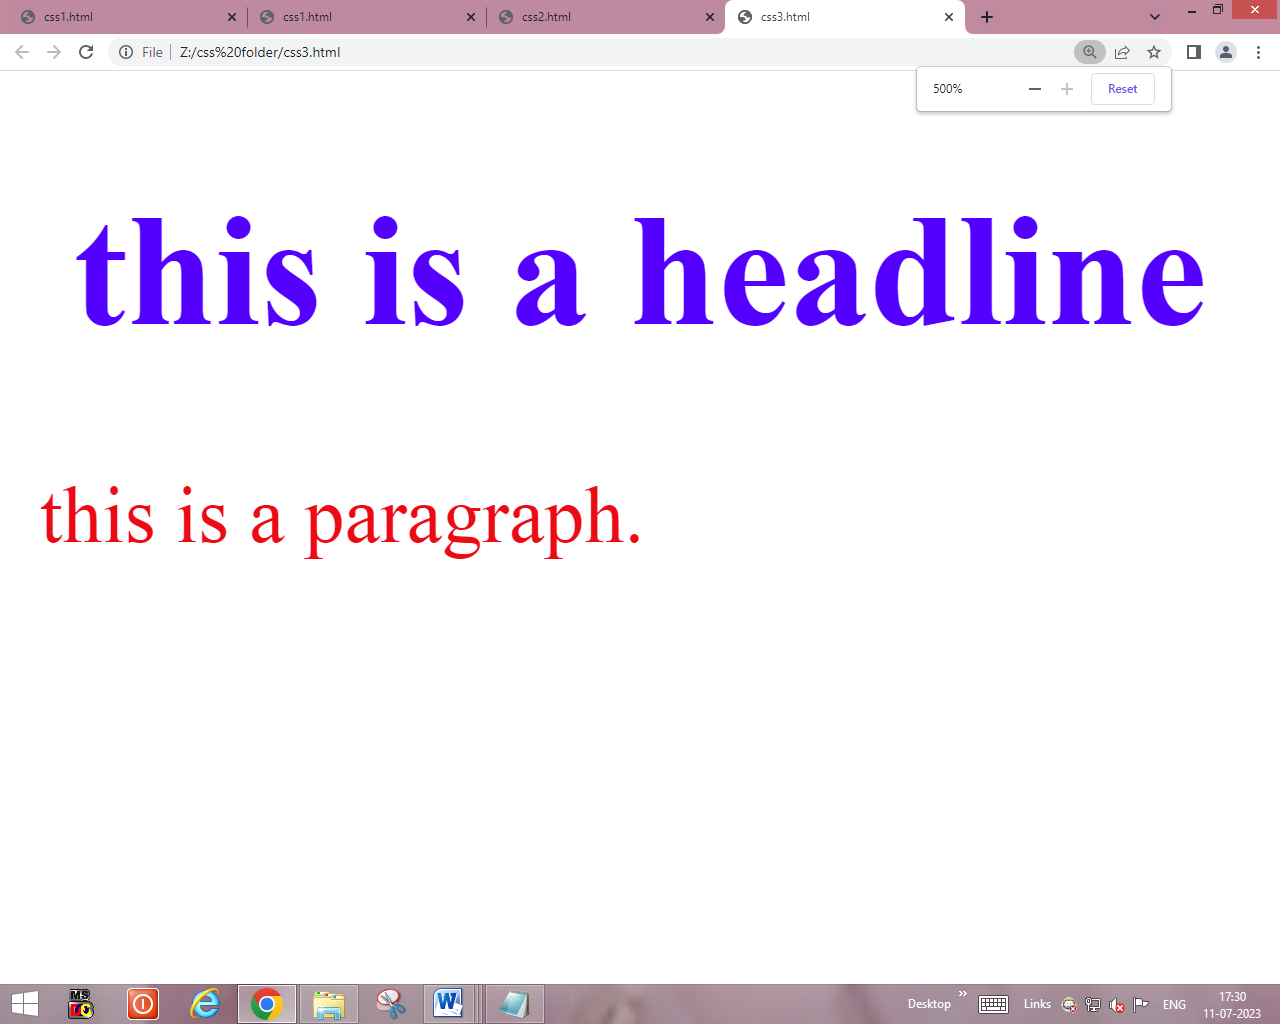 css1.html
css1.html
css2.html
css3.html
File
Z:/css%20folder/css3.html
500%
Reset
this is a headline
this is a paragraph.
MS
W
Desktop
Links
ENG
17:30
11-07-2023